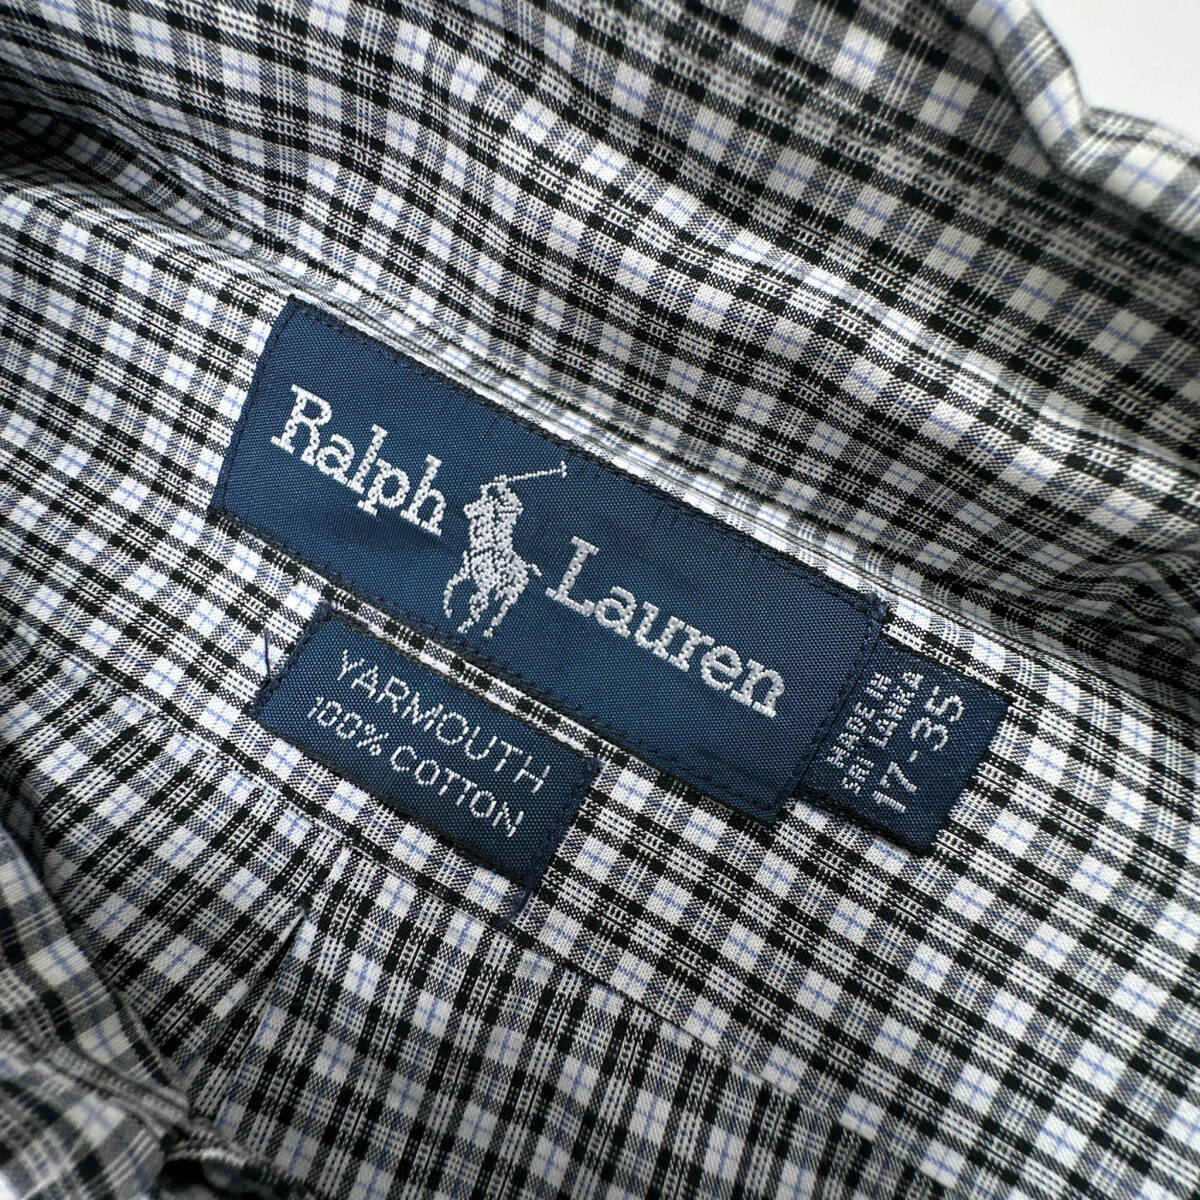 Ralph Lauren
YARMOUTH
100% COTTON
MADE IN
SRI LANKA
17-35